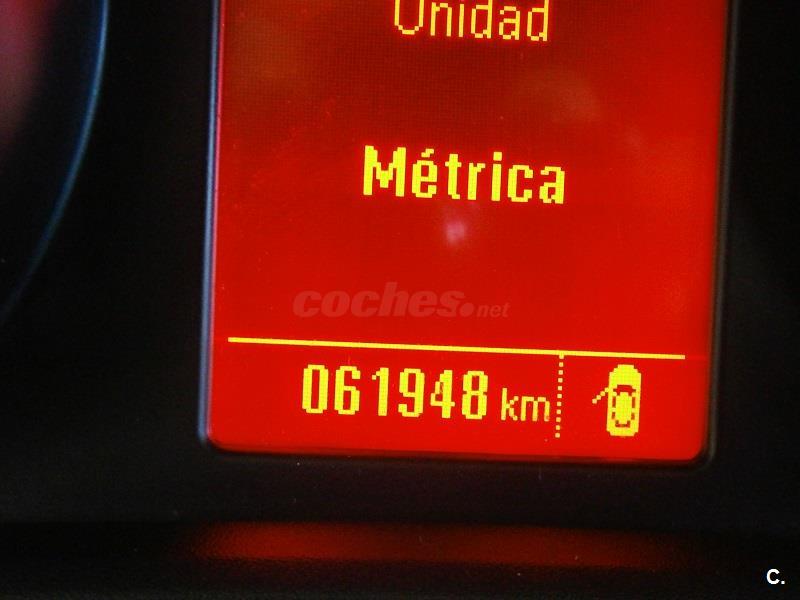 Unidad
Métrica
coches.net
061948 km
C.